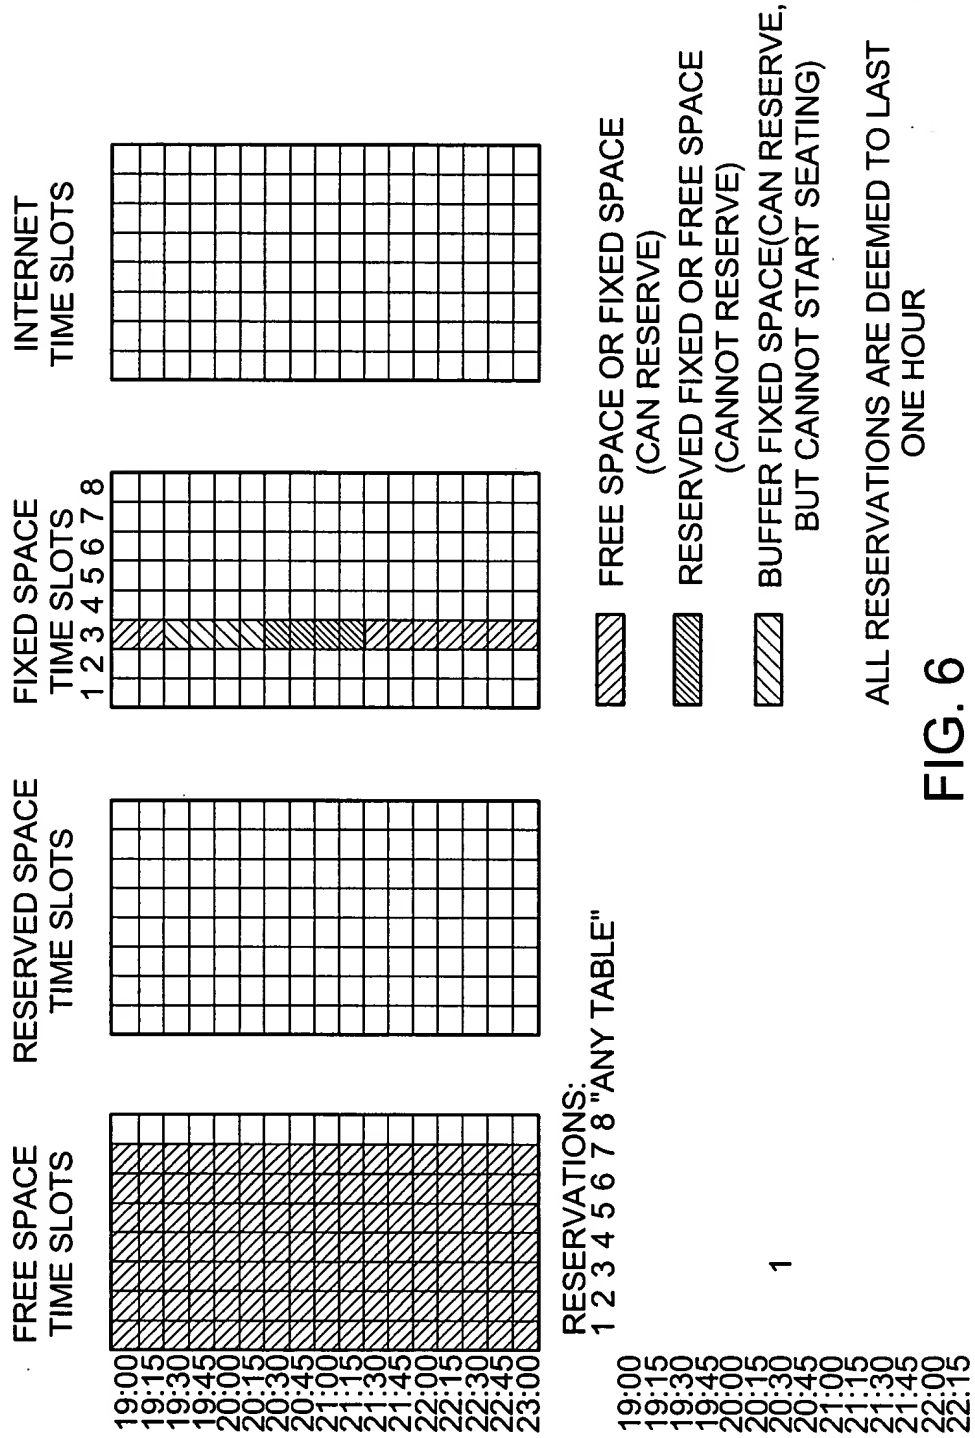 FREE SPACE
TIME SLOTS
RESERVED SPACE
TIME SLOTS
FIXED SPACE
TIME SLOTS
1 2 3 4 5 6 7 8
INTERNET
TIME SLOTS
19:00
19:15
19:30
19:45
20:00
20:15
20:30
20:45
21:00
21:15
21:30
21:45
22:00
22:15
22:30
22:45
23:00
RESERVATIONS:
1 2 3 4 5 6 7 8 "ANY TABLE"
19:00
19:15
19:30
19:45
20:00
20:15
20:30 1
20:45
21:00
21:15
21:30
21:45
22:00
22:15
FREE SPACE OR FIXED SPACE
(CAN RESERVE)
RESERVED FIXED OR FREE SPACE
(CANNOT RESERVE)
BUFFER FIXED SPACE(CAN RESERVE,
BUT CANNOT START SEATING)
ALL RESERVATIONS ARE DEEMED TO LAST
ONE HOUR
FIG. 6